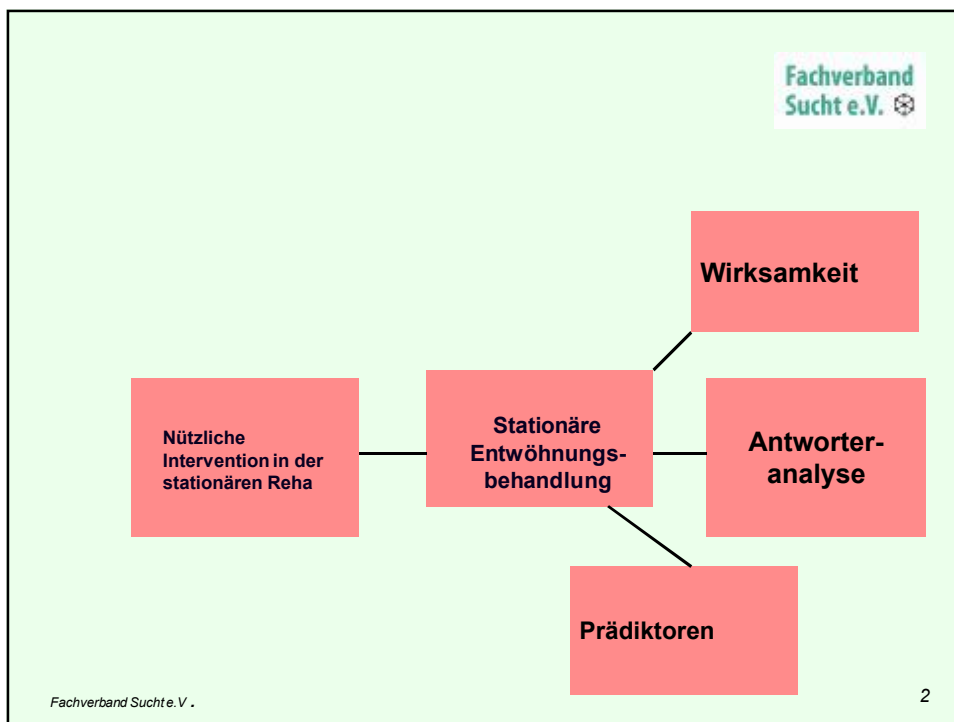 Fachverband
Sucht e.V.
Wirksamkeit
Nützliche
Intervention in der
stationären Reha
Stationäre
Entwöhnungs-
behandlung
Antworter-
analyse
Prädiktoren
Fachverband Sucht e.V .
2